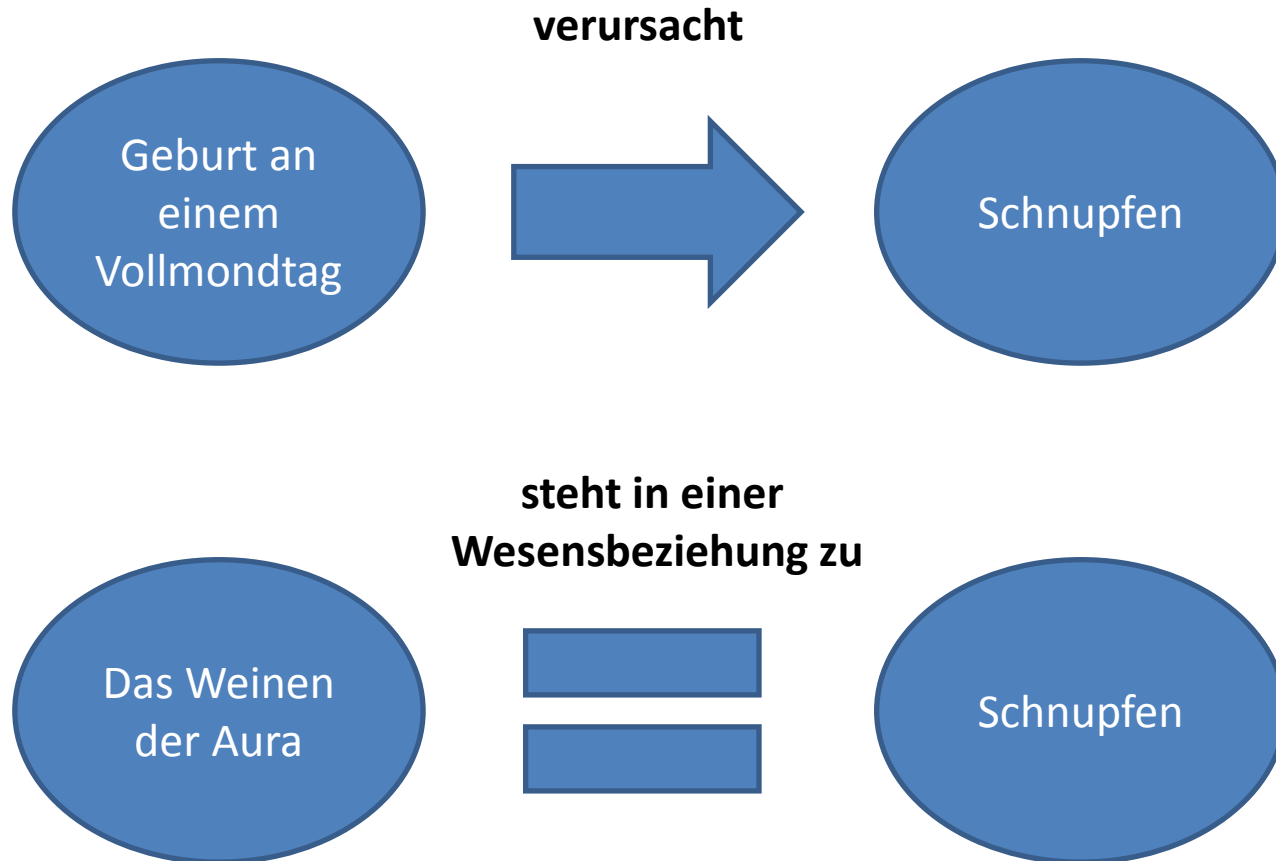 verursacht
Geburt an
einem
Vollmondtag
Schnupfen
steht in einer
Wesensbeziehung zu
Das Weinen
der Aura
Schnupfen